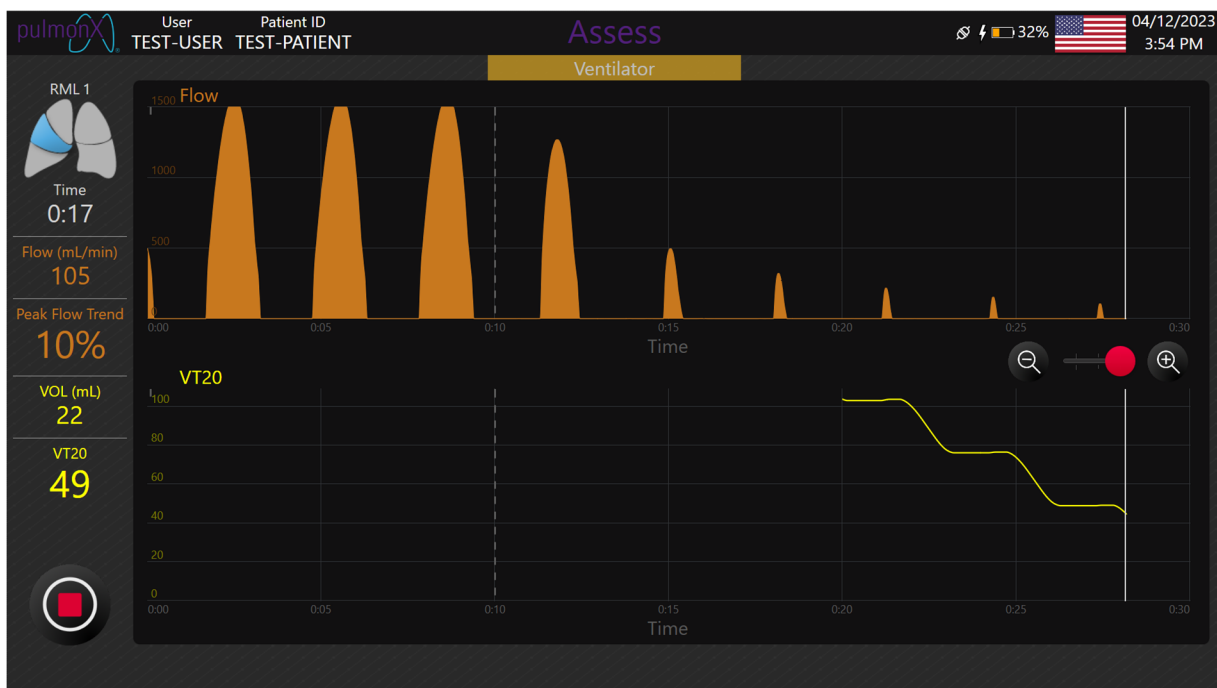 pulmonX
User
TEST-USER
Patient ID
TEST-PATIENT
Assess
32%
04/12/2023
3:54 PM
Ventilator
RML 1
Time
0:17
Flow (mL/min)
105
Peak Flow Trend
10%
VOL (mL)
22
VT20
49
Flow
1500
1000
500
0
0:00 0:05 0:10 0:15 0:20 0:25 0:30
Time
VT20
100
80
60
40
20
0
0:00 0:05 0:10 0:15 0:20 0:25 0:30
Time